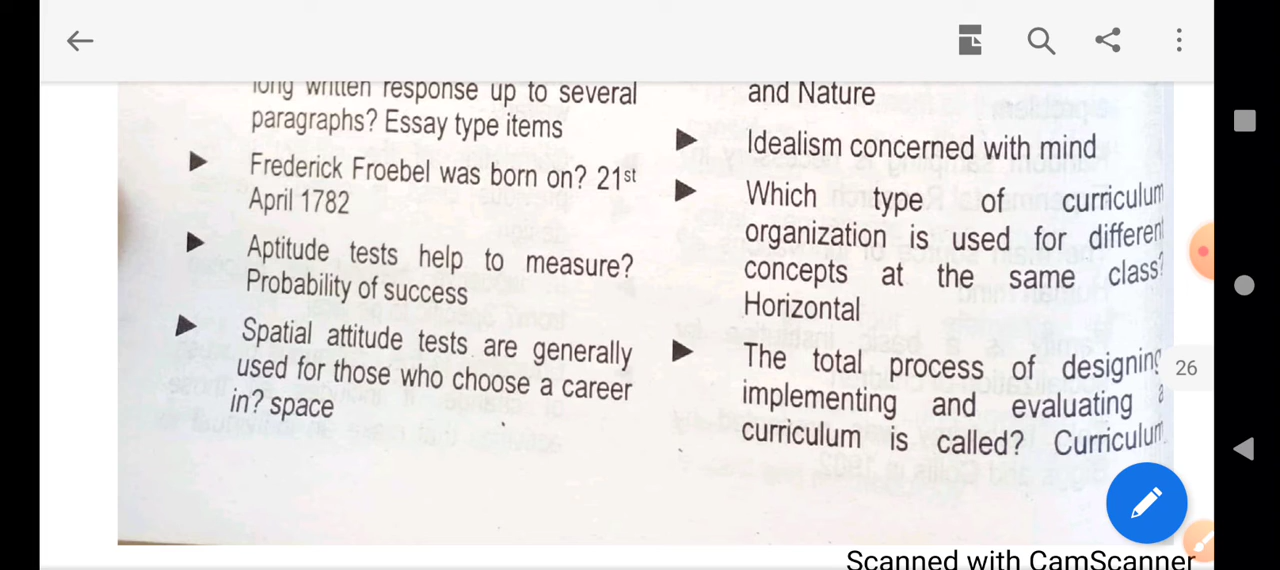 long written response up to several
paragraphs? Essay type items
Frederick Froebel was born on? 21st
April 1782
Aptitude tests help to measure?
Probability of success
Spatial attitude tests are generally
used for those who choose a career
in? space
and Nature
Idealism concerned with mind
Which type of curriculum
organization is used for different
concepts at the same class?
Horizontal
The total process of designing
implementing and evaluating a
curriculum is called? Curriculum
26
Scanned with CamScanner